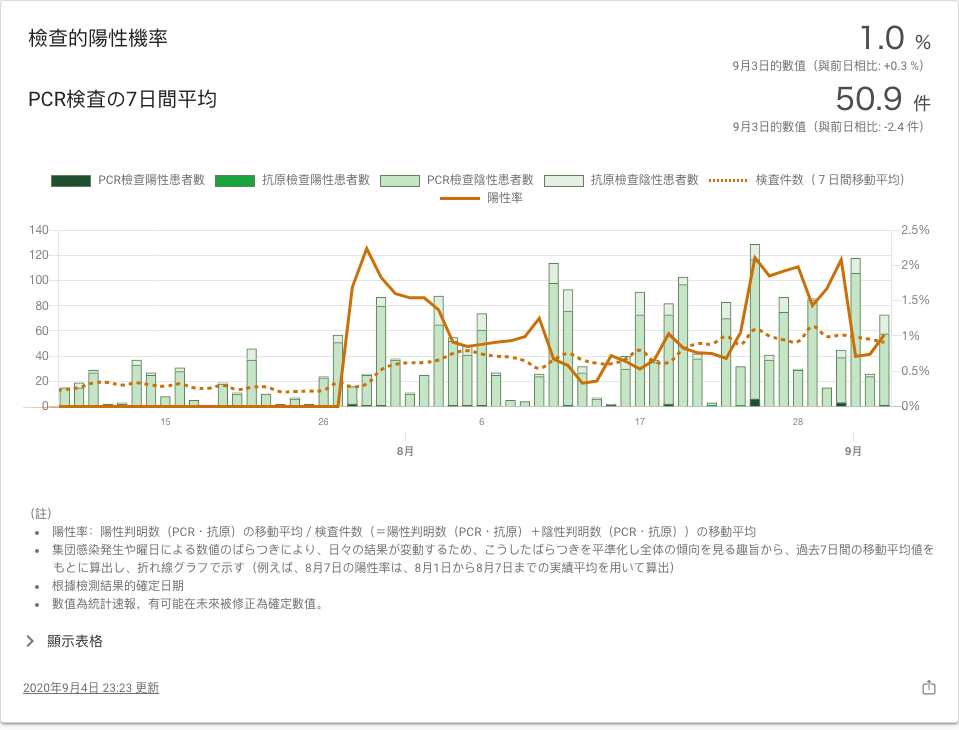 檢查的陽性機率
1.0 %
9月3日的數值（與前日相比: +0.3 %）
PCR検査の7日間平均
50.9 件
9月3日的數值（與前日相比: -2.4 件）
PCR檢查陽性患者數 抗原檢查陽性患者數 PCR檢查陰性患者數 抗原檢查陰性患者數 検査件数（７日間移動平均）
陽性率
140 2.5%
120 2%
100 1.5%
80
60 1%
40 0.5%
20
0 0%
15 26 6 17 28
8月 9月
（註）
陽性率：陽性判明数（PCR・抗原）の移動平均 / 検査件数（＝陽性判明数（PCR・抗原）＋陰性判明数（PCR・抗原））の移動平均
集団感染発生や曜日による数値のばらつきにより、日々の結果が変動するため、こうしたばらつきを平準化し全体の傾向を見る趣旨から、過去7日間の移動平均値を
もとに算出し、折れ線グラフで示す（例えば、8月7日の陽性率は、8月1日から8月7日までの実績平均を用いて算出）
根據檢測結果的確定日期
數值為統計速報，有可能在未來被修正為確定數值。
顯示表格
2020年9月4日 23:23 更新